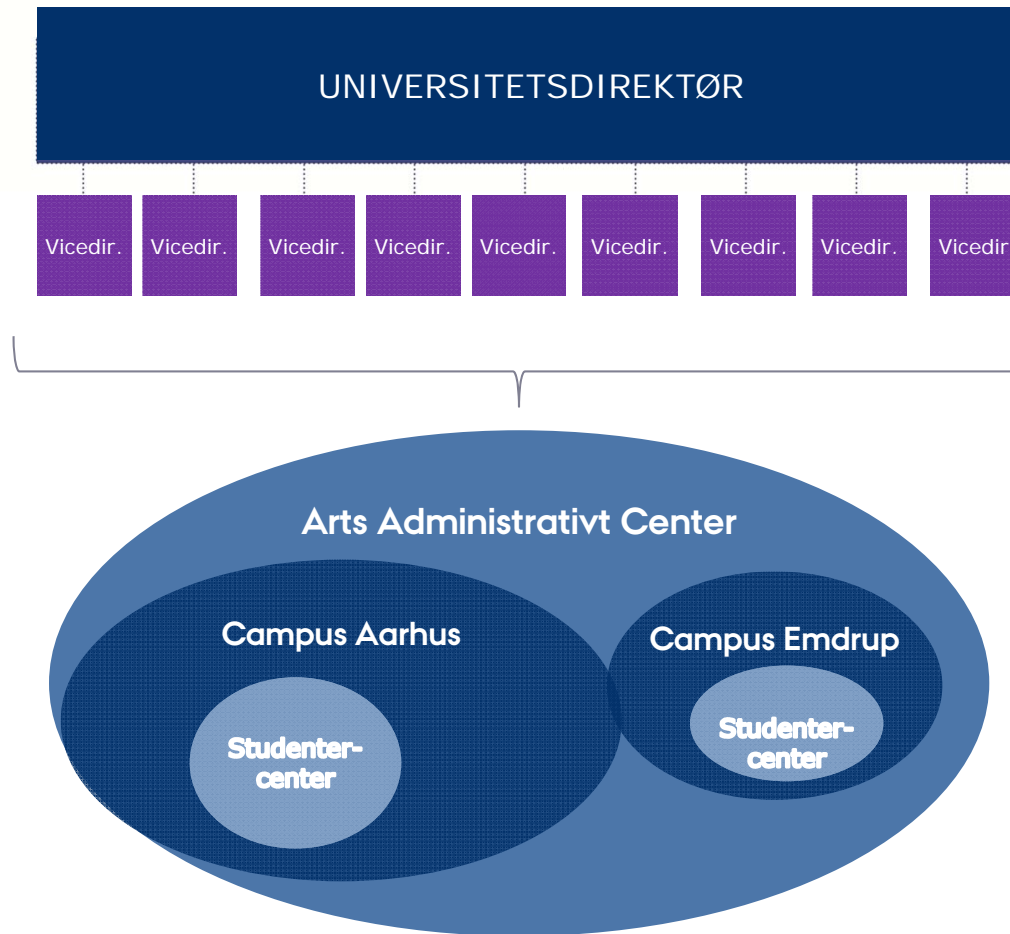 UNIVERSITETSDIREKTØR
Vicedir. Vicedir. Vicedir. Vicedir. Vicedir. Vicedir. Vicedir. Vicedir. Vicedir
Arts Administrativt Center
Campus Aarhus
Campus Emdrup
Studenter-
center
Studenter-
center